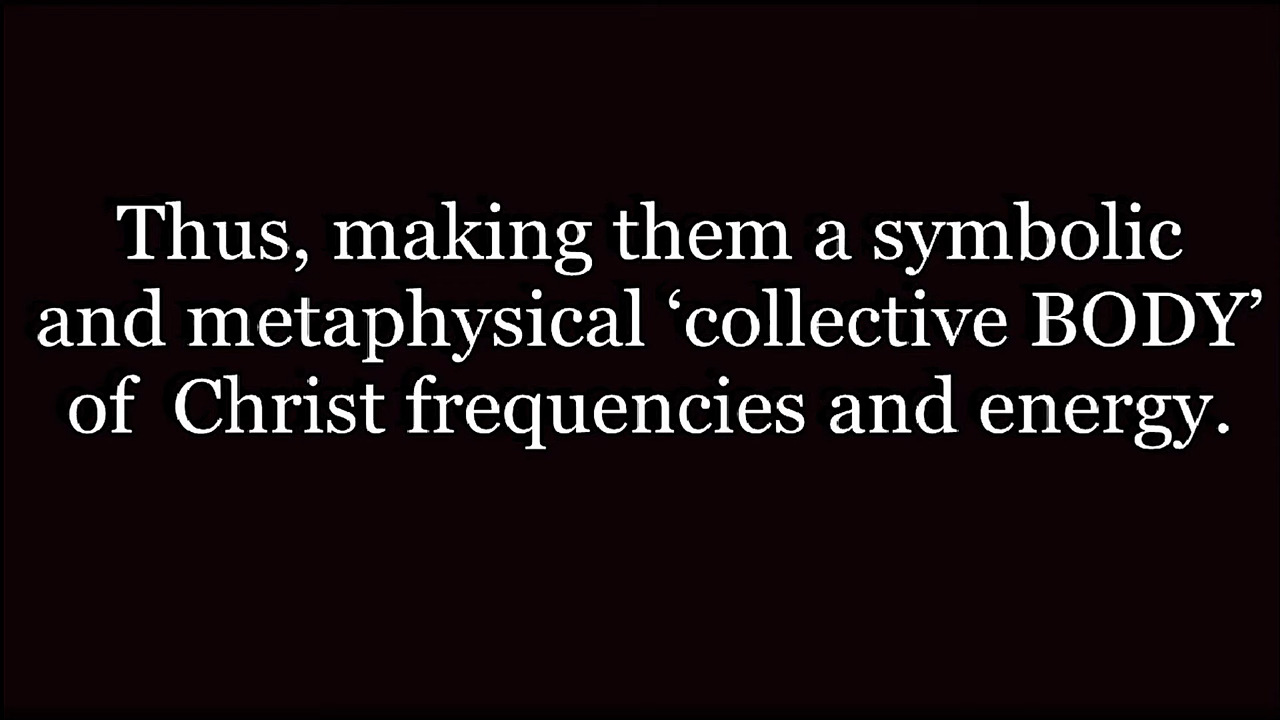 Thus, making them a symbolic
and metaphysical ‘collective BODY’
of  Christ frequencies and energy.